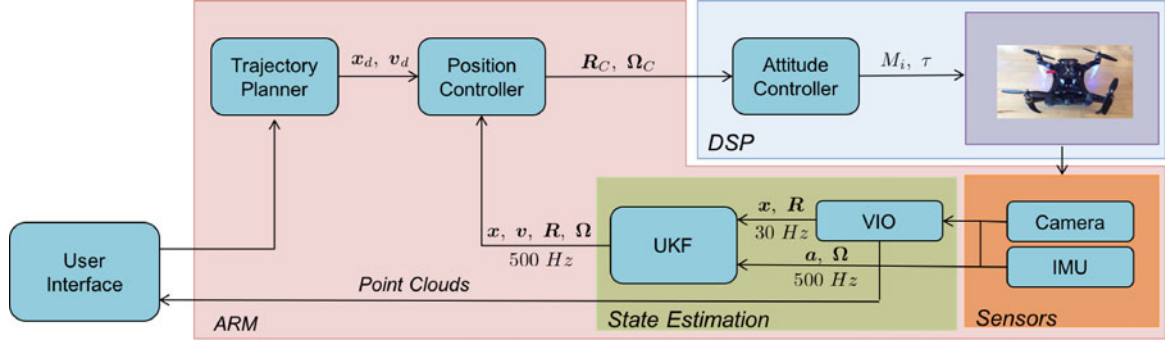 Trajectory
Planner
x_d, v_d
Position
Controller
R_C, Ω_C
Attitude
Controller
M_i, τ
DSP
User
Interface
x, v, R, Ω
500 Hz
UKF
x, R
30 Hz
VIO
a, Ω
500 Hz
Camera
IMU
Point Clouds
ARM
State Estimation
Sensors